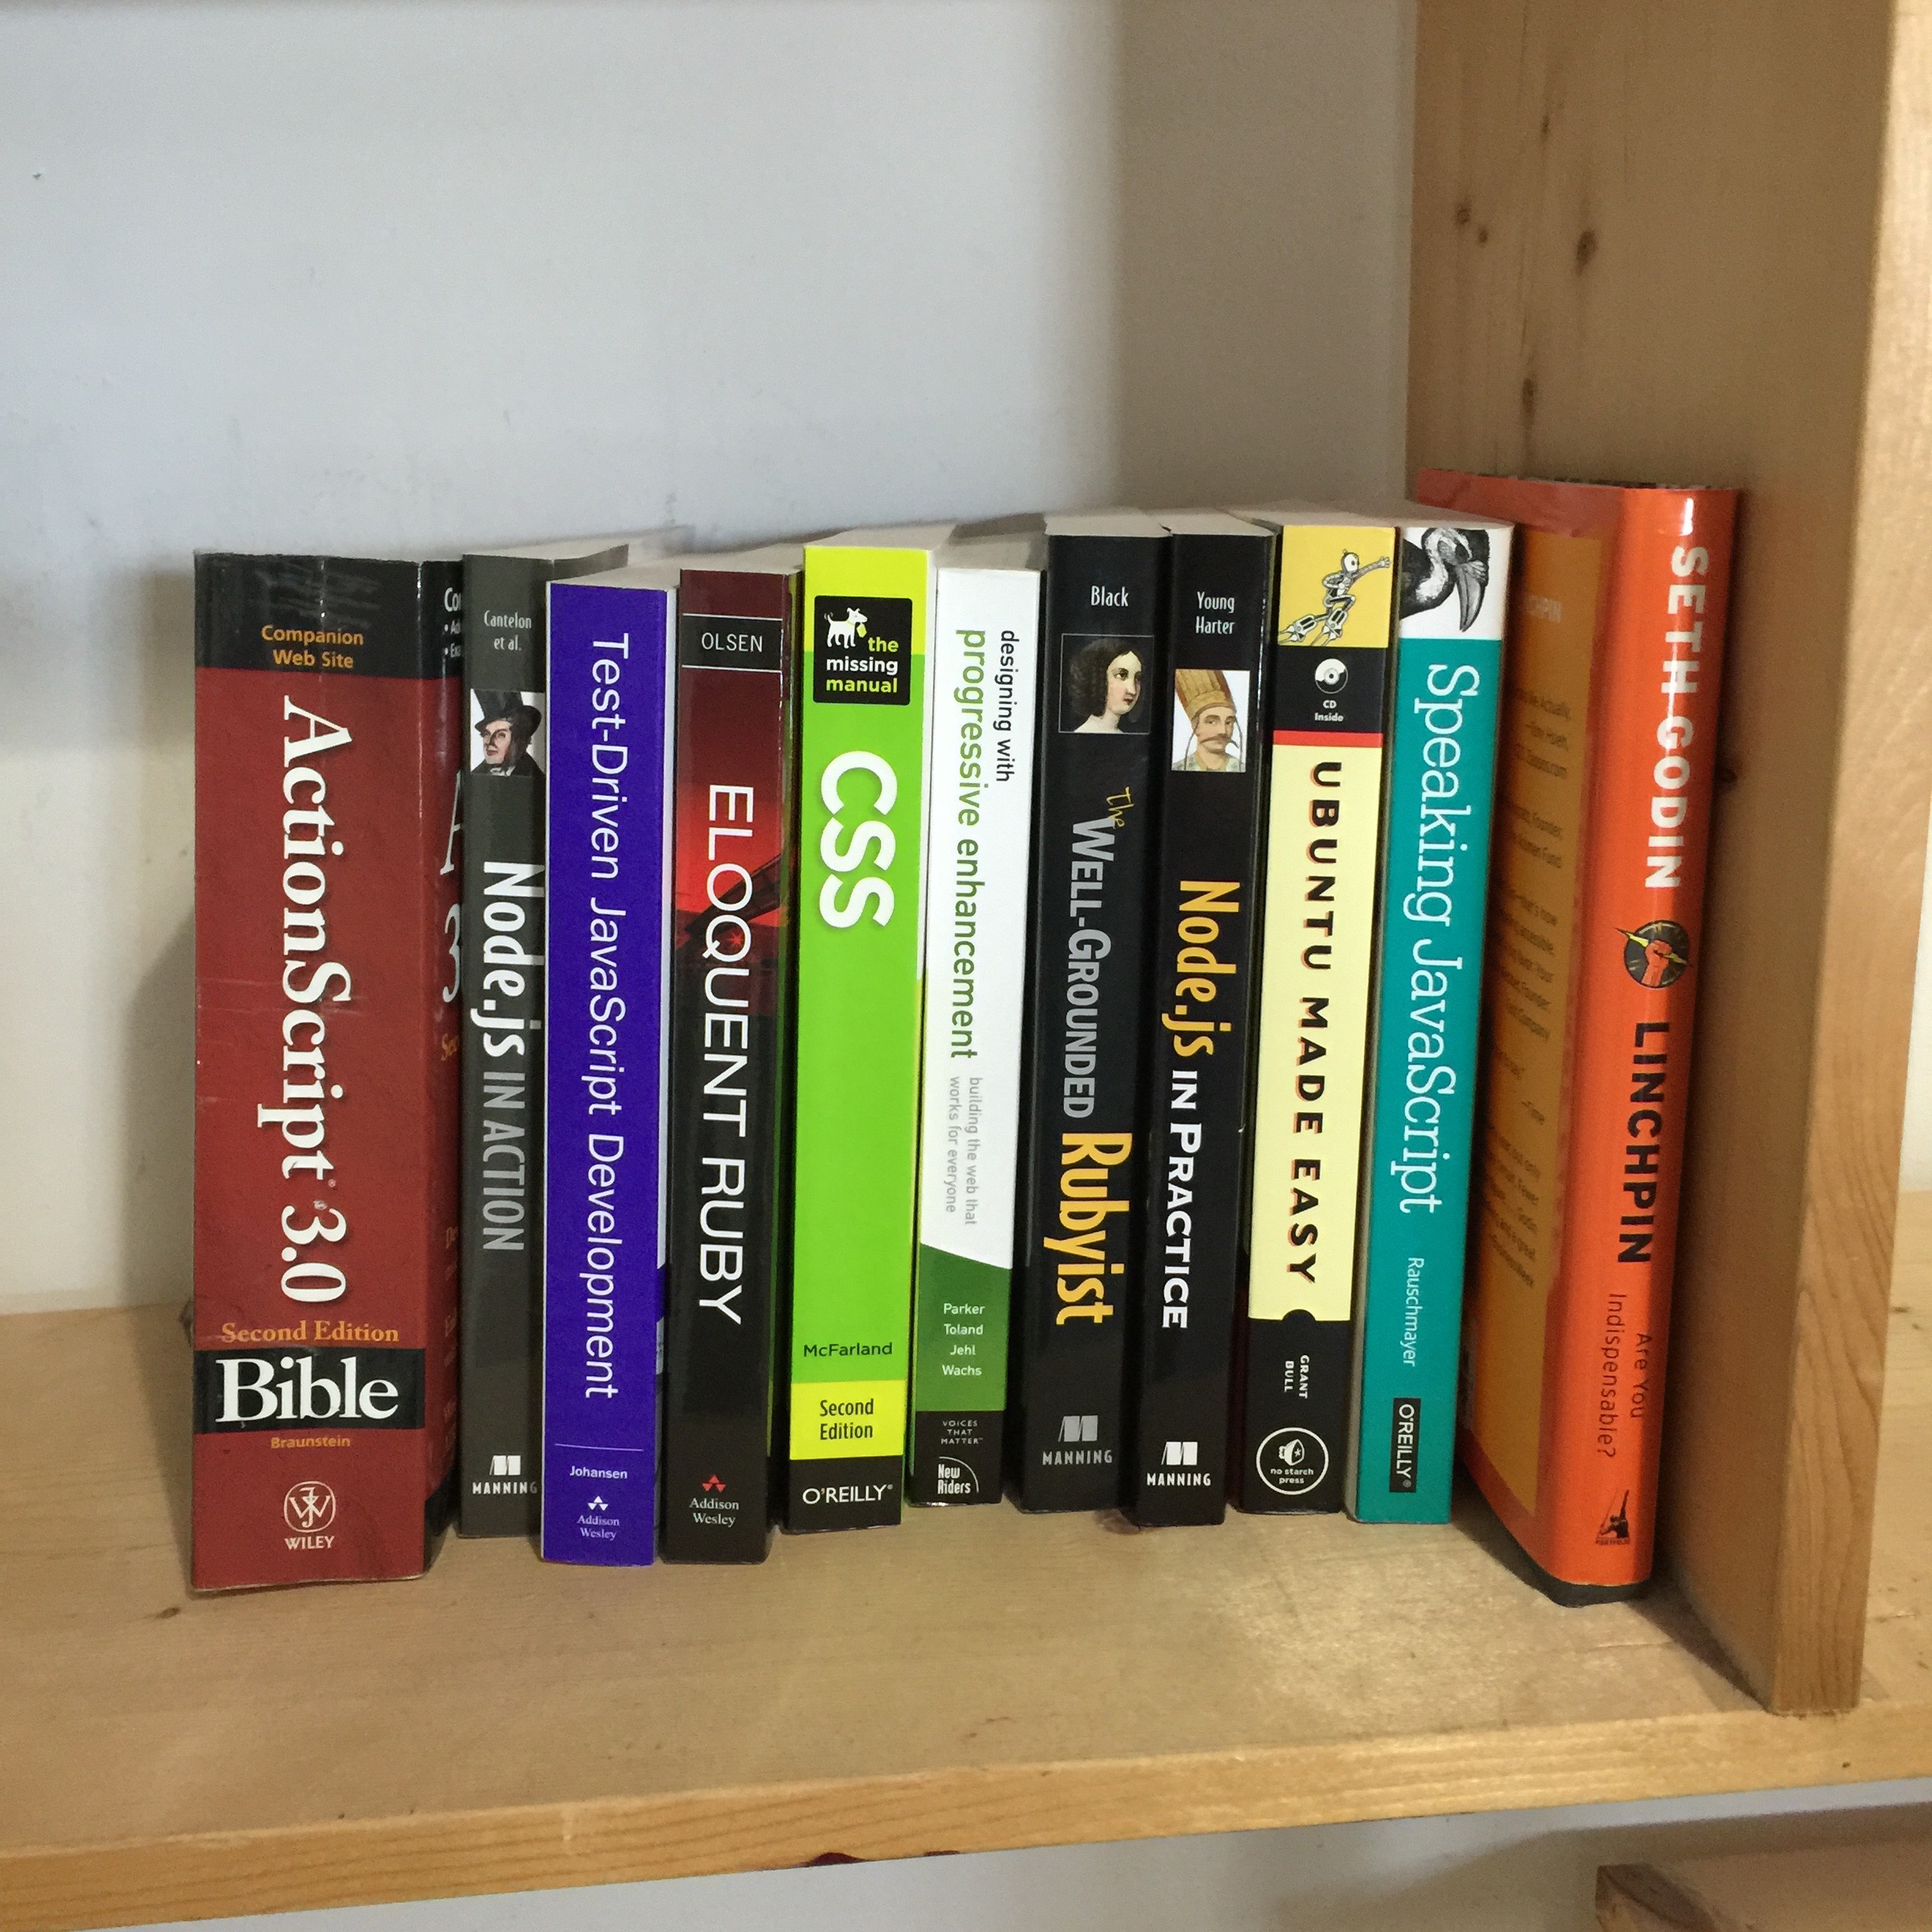 Companion
Web Site
ActionScript® 3.0
Second Edition
Bible
Braunstein
WILEY
Cantelon
et al.
Node.js IN ACTION
MANNING
Test-Driven JavaScript Development
Johansen
Addison
Wesley
OLSEN
ELOQUENT RUBY
Addison
Wesley
the
missing
manual
CSS
McFarland
Second
Edition
O'REILLY®
designing with
progressive enhancement
building the web that
works for everyone
Parker
Toland
Jehl
Wachs
VOICES
THAT
MATTER™
New
Riders
Black
the
WELL-GROUNDED
Rubyist
MANNING
Young
Harter
Node.js IN PRACTICE
MANNING
CD
Inside
UBUNTU MADE EASY
GRANT
BULL
no starch
press
Speaking JavaScript
Rauschmayer
O'REILLY®
SETH GODIN
LINCHPIN
Are You
Indispensable?